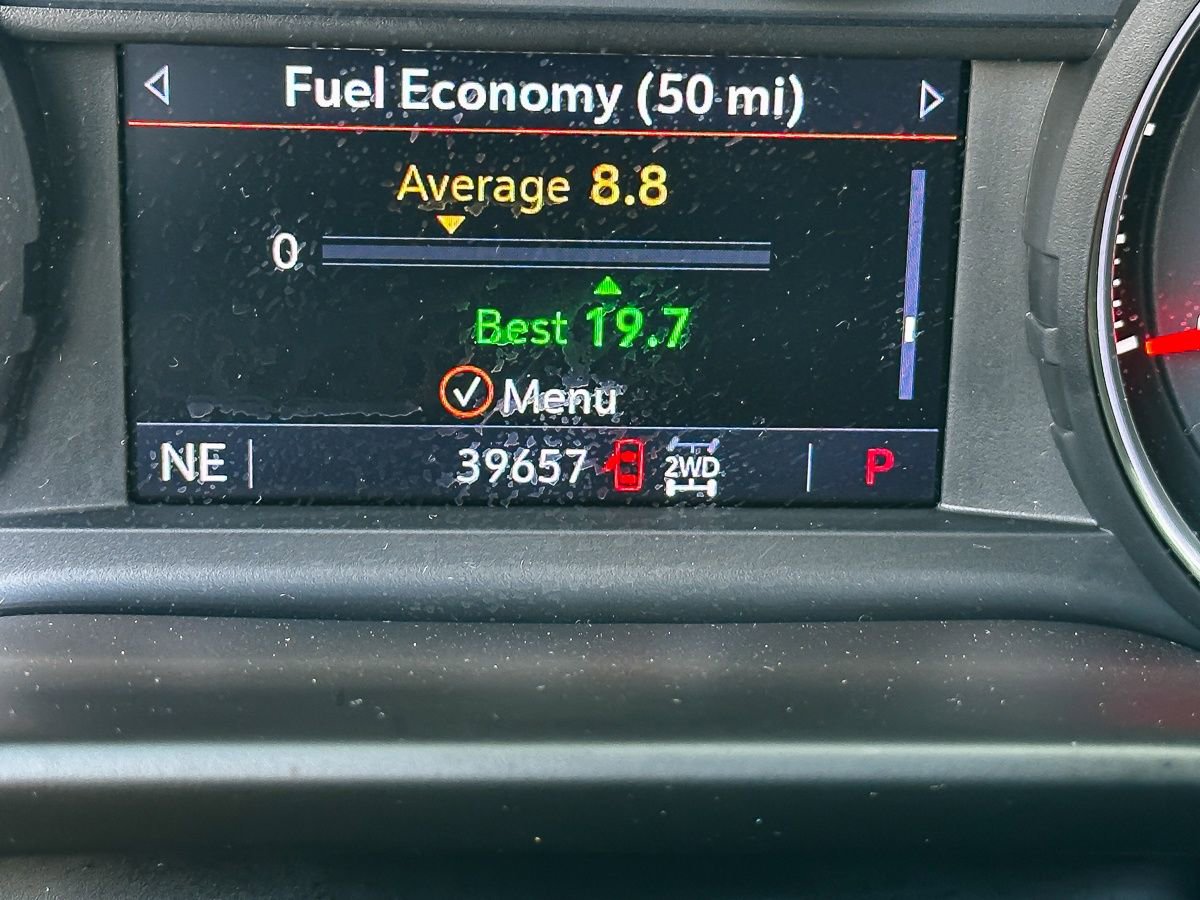 Fuel Economy (50 mi)
Average 8.8
0
Best 19.7
Menu
NE 39657 2WD P